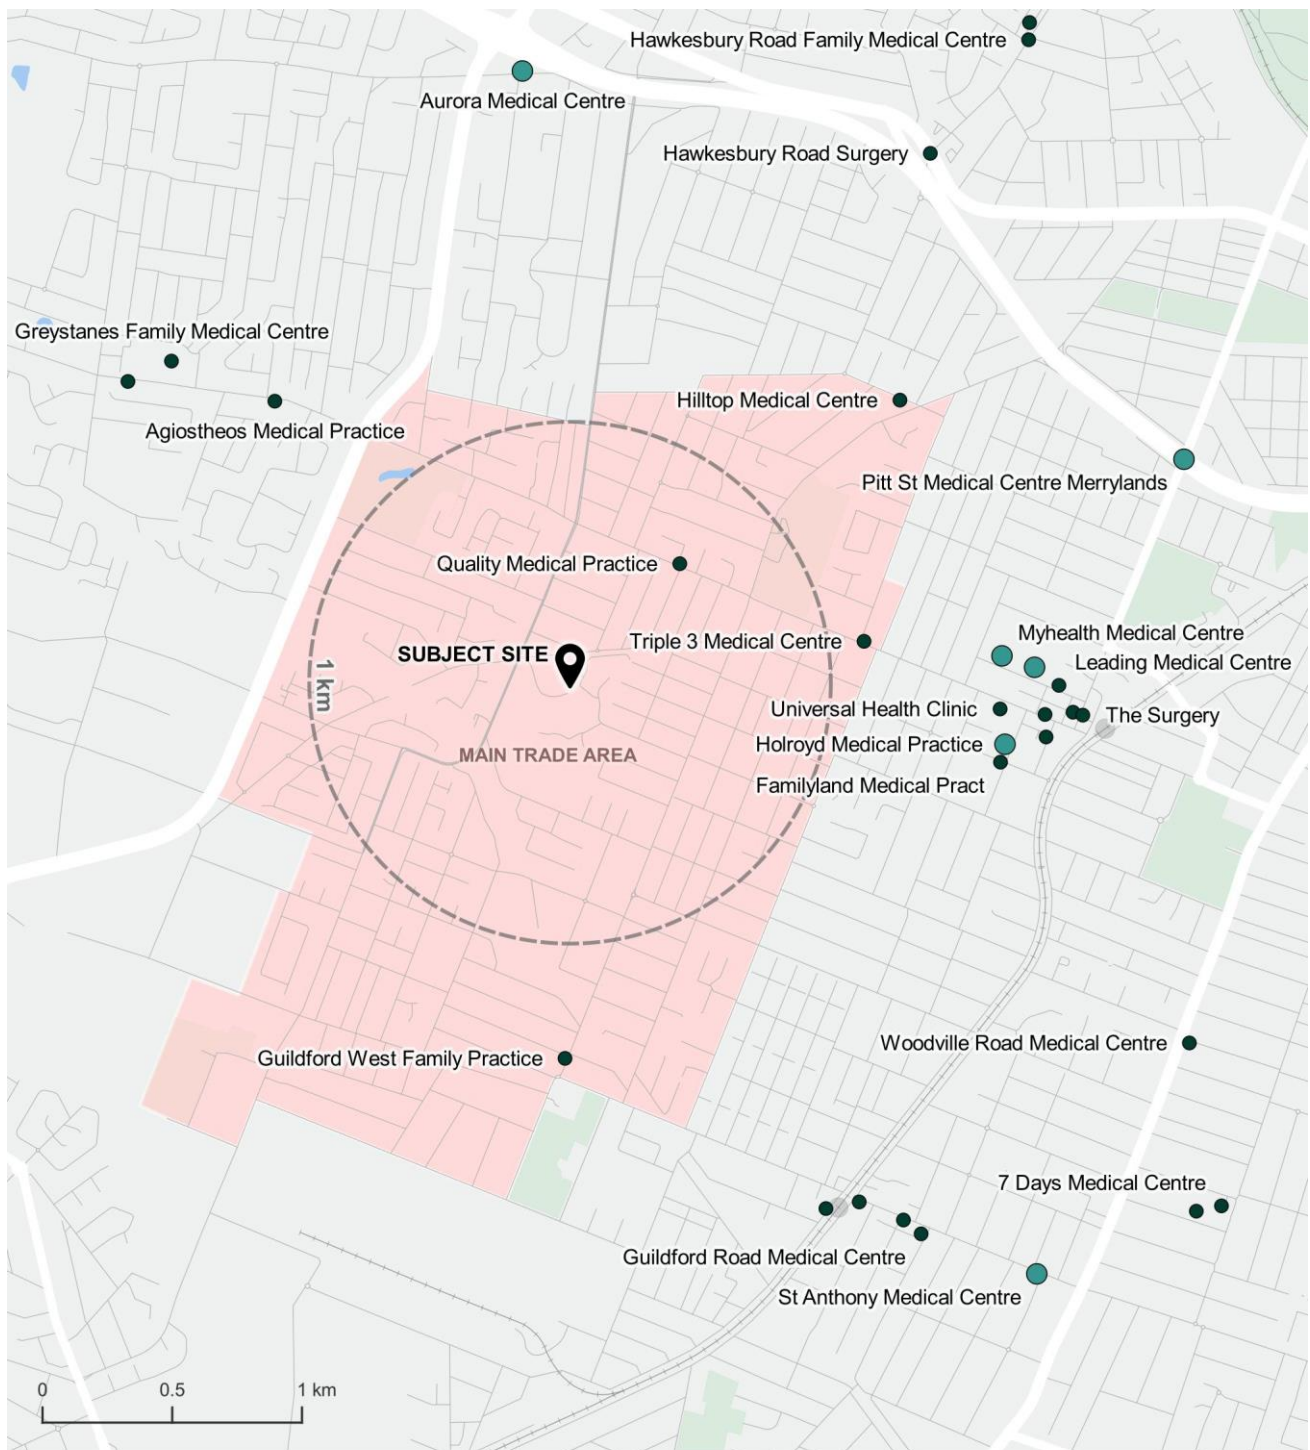 Hawkesbury Road Family Medical Centre
Aurora Medical Centre
Hawkesbury Road Surgery
Greystanes Family Medical Centre
Agiostheos Medical Practice
Hilltop Medical Centre
Pitt St Medical Centre Merrylands
Quality Medical Practice
Triple 3 Medical Centre
Myhealth Medical Centre
SUBJECT SITE
Leading Medical Centre
1 km
Universal Health Clinic
The Surgery
Holroyd Medical Practice
MAIN TRADE AREA
Familyland Medical Pract
Woodville Road Medical Centre
Guildford West Family Practice
7 Days Medical Centre
Guildford Road Medical Centre
St Anthony Medical Centre
0 0.5 1 km